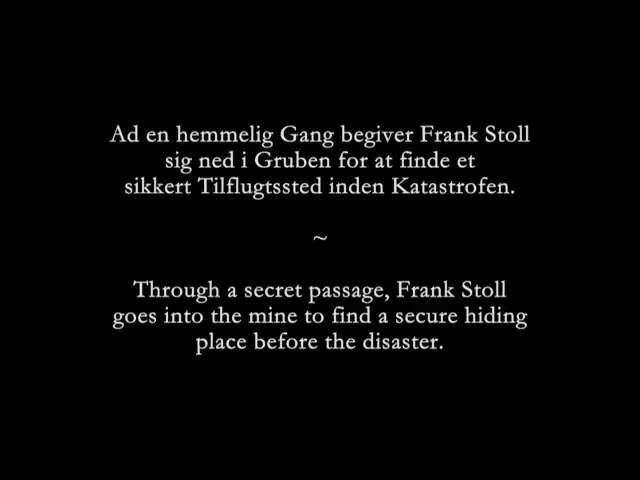 Ad en hemmelig Gang begiver Frank Stoll
sig ned i Gruben for at finde et
sikkert Tilflugtssted inden Katastrofen.
~
Through a secret passage, Frank Stoll
goes into the mine to find a secure hiding
place before the disaster.